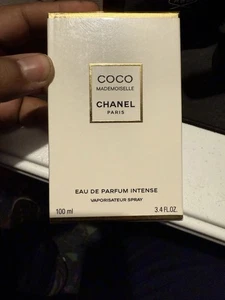 COCO
MADEMOISELLE
CHANEL
PARIS
EAU DE PARFUM INTENSE
VAPORISATEUR SPRAY
100 ml 3.4 FL.OZ.